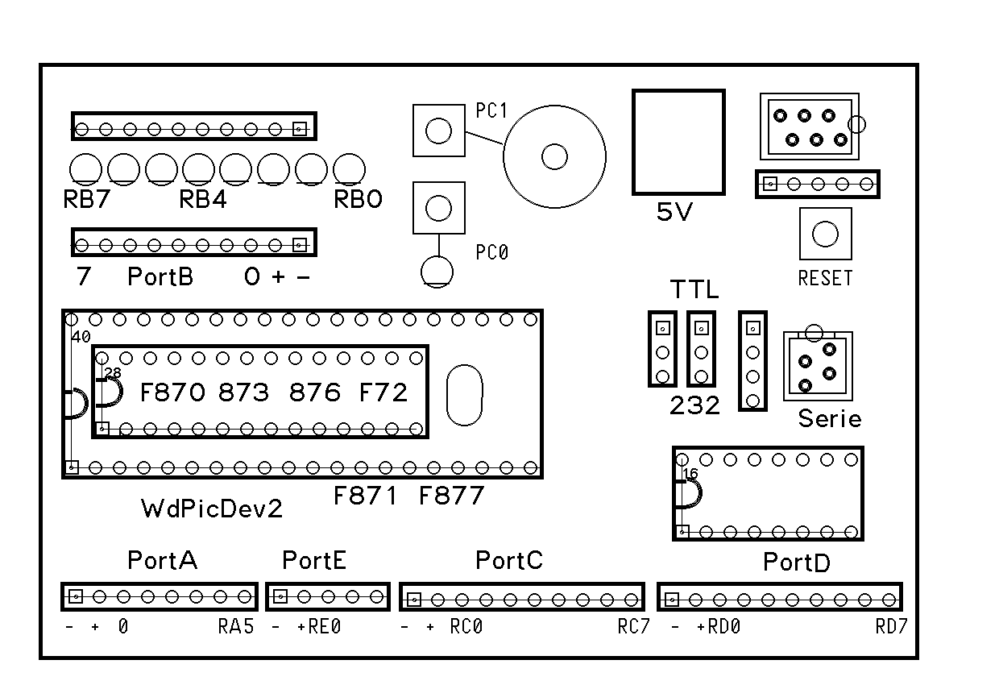 PC1
RB7 RB4 RB0
5V
PC0
7 PortB 0 + -
RESET
TTL
40
28
F870 873 876 F72
232
Serie
16
F871 F877
WdPicDev2
PortA PortE PortC PortD
- + 0 RA5 - +RE0 - + RC0 RC7 - +RD0 RD7